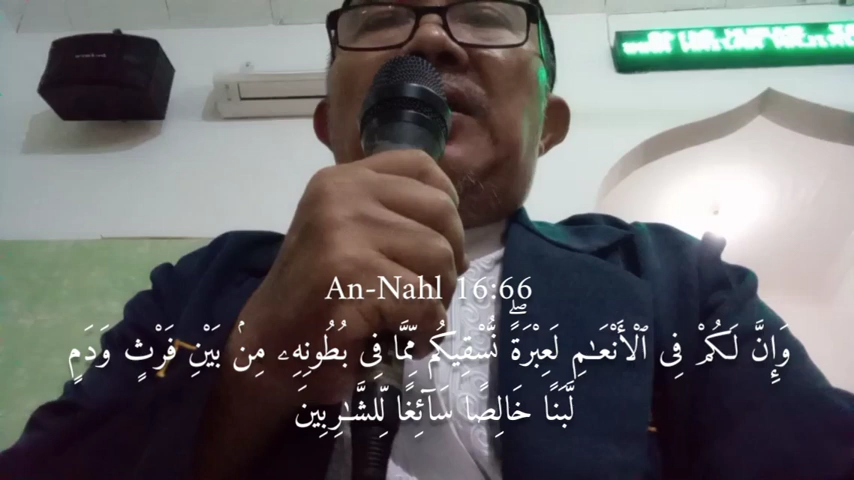 An-Nahl 16:66
وَإِنَّ لَكُمْ فِى ٱلْأَنْعَـٰمِ لَعِبْرَةًۖ نُّسْقِيكُم مِّمَّا فِى بُطُونِهِۦ مِنۢ بَيْنِ فَرْثٍ وَدَمٍ
لَّبَنًا خَالِصًا سَآئِغًا لِّلشَّـٰرِبِينَ